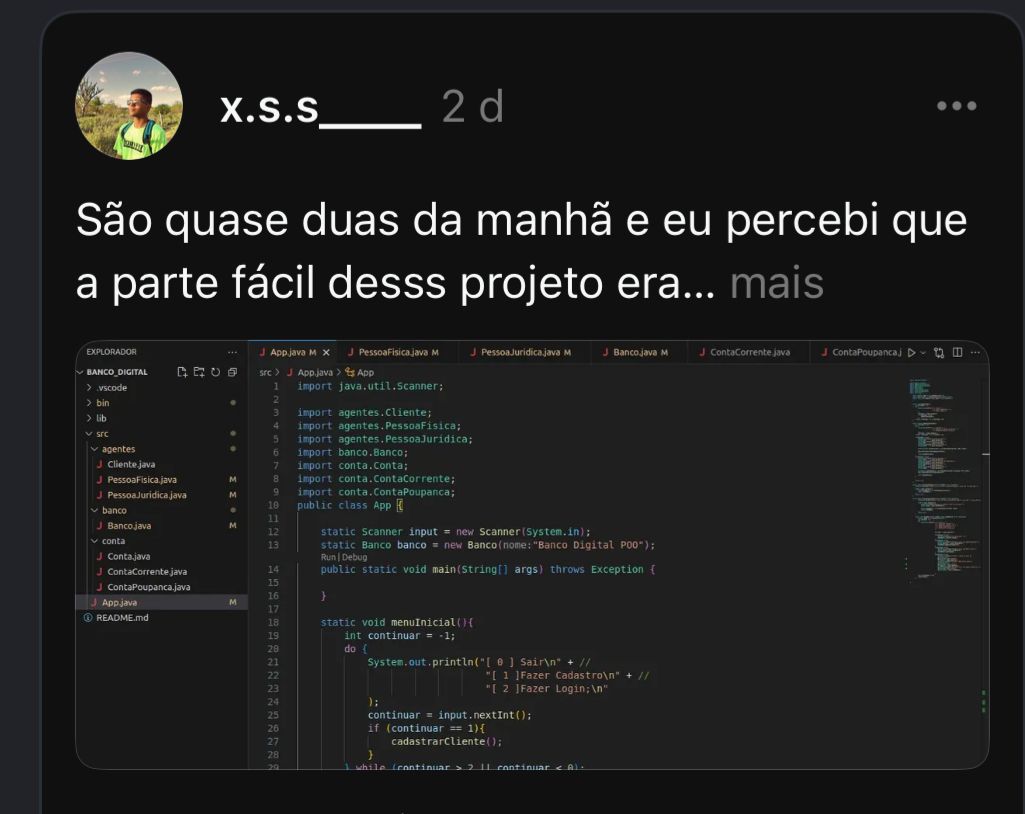 x.s.s_____ 2 d
São quase duas da manhã e eu percebi que
a parte fácil desss projeto era... mais
EXPLORADOR
App.java M PessoaFisica.java M PessoaJuridica.java M Banco.java M ContaCorrente.java ContaPoupanca.j
BANCO_DIGITAL
src > App.java > App
.vscode
bin
lib
src
agentes
Cliente.java
PessoaFisica.java M
PessoaJuridica.java M
banco
Banco.java M
conta
Conta.java
ContaCorrente.java
ContaPoupanca.java
App.java M
README.md
1 import java.util.Scanner;
2
3 import agentes.Cliente;
4 import agentes.PessoaFisica;
5 import agentes.PessoaJuridica;
6 import banco.Banco;
7 import conta.Conta;
8 import conta.ContaCorrente;
9 import conta.ContaPoupanca;
10 public class App {
11
12 static Scanner input = new Scanner(System.in);
13 static Banco banco = new Banco(nome:"Banco Digital POO");
Run | Debug
14 public static void main(String[] args) throws Exception {
15
16 }
17
18 static void menuInicial(){
19 int continuar = -1;
20 do {
21 System.out.println("[ 0 ] Sair\n" + //
22 "[ 1 ]Fazer Cadastro\n" + //
23 "[ 2 ]Fazer Login;\n"
24 );
25 continuar = input.nextInt();
26 if (continuar == 1){
27 cadastrarCliente();
28 }
29 } while (continuar > 2 || continuar < 0);